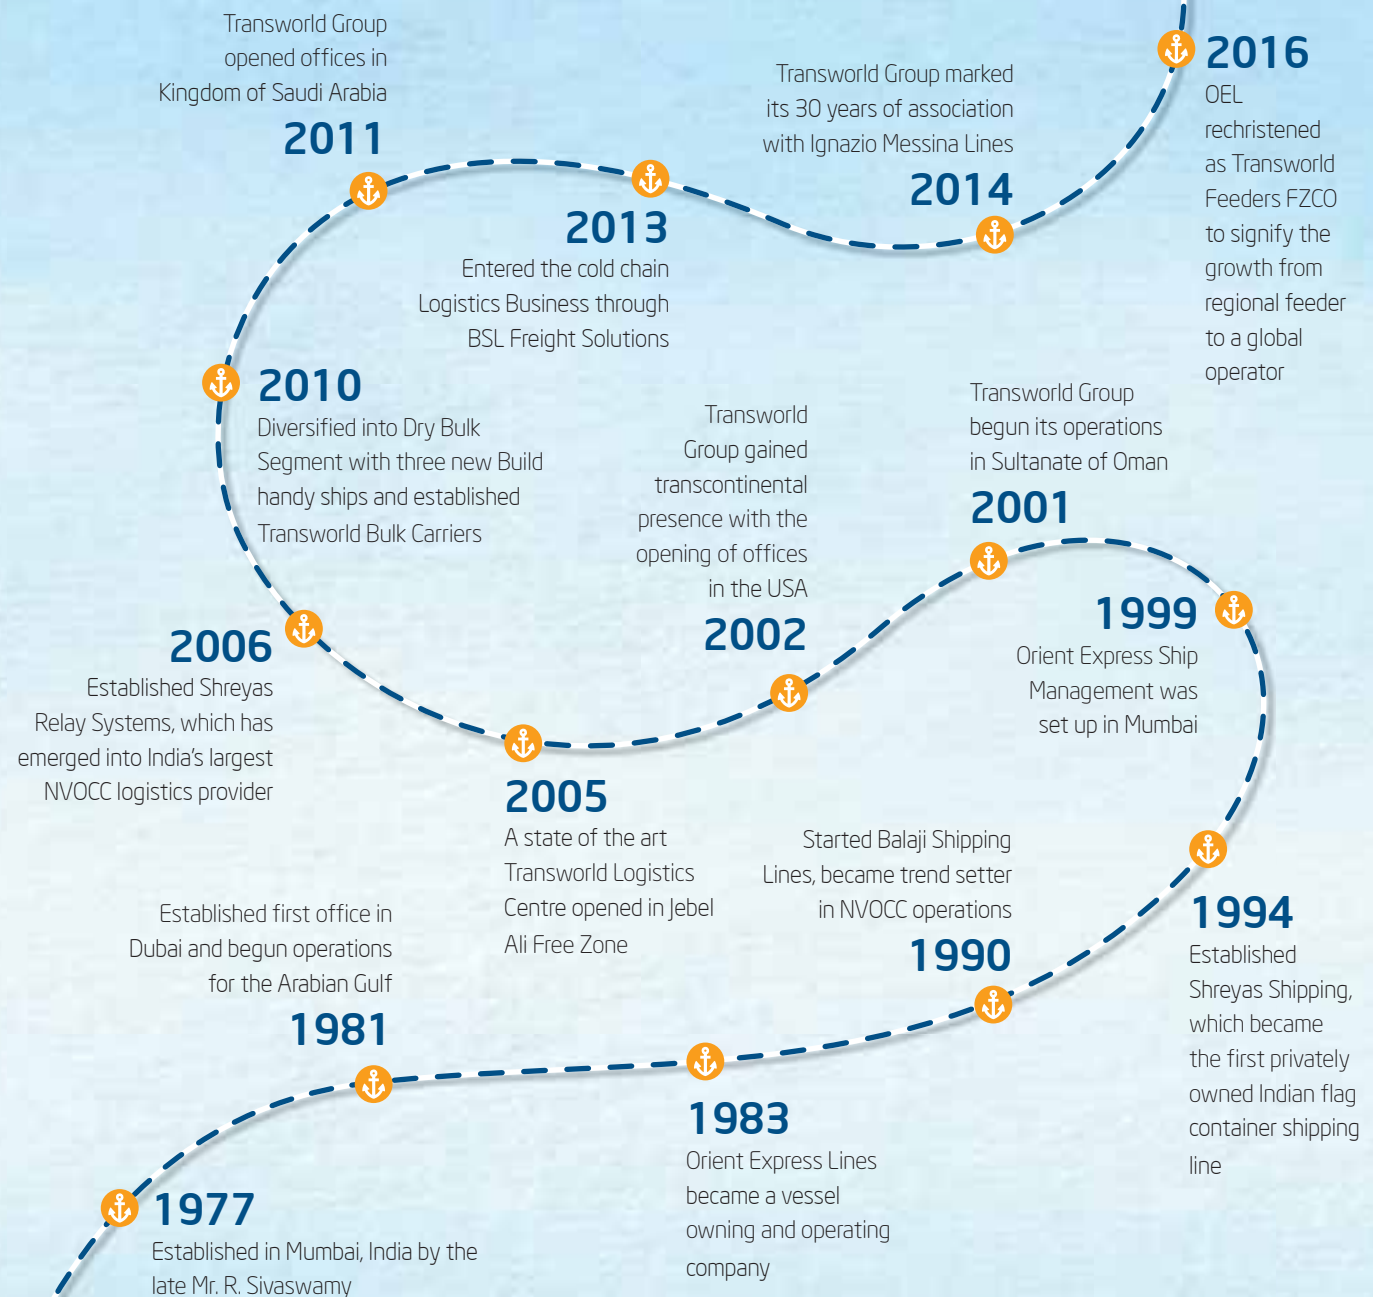 Transworld Group
opened offices in
Kingdom of Saudi Arabia
2011
2013
Entered the cold chain
Logistics Business through
BSL Freight Solutions
Transworld Group marked
its 30 years of association
with Ignazio Messina Lines
2014
2016
OEL
rechristened
as Transworld
Feeders FZCO
to signify the
growth from
regional feeder
to a global
operator
2010
Diversified into Dry Bulk
Segment with three new Build
handy ships and established
Transworld Bulk Carriers
Transworld
Group gained
transcontinental
presence with the
opening of offices
in the USA
2002
Transworld Group
begun its operations
in Sultanate of Oman
2001
1999
Orient Express Ship
Management was
set up in Mumbai
2006
Established Shreyas
Relay Systems, which has
emerged into India's largest
NVOCC logistics provider
2005
A state of the art
Transworld Logistics
Centre opened in Jebel
Ali Free Zone
Started Balaji Shipping
Lines, became trend setter
in NVOCC operations
1990
1994
Established
Shreyas Shipping,
which became
the first privately
owned Indian flag
container shipping
line
Established first office in
Dubai and begun operations
for the Arabian Gulf
1981
1983
Orient Express Lines
became a vessel
owning and operating
company
1977
Established in Mumbai, India by the
late Mr. R. Sivaswamy